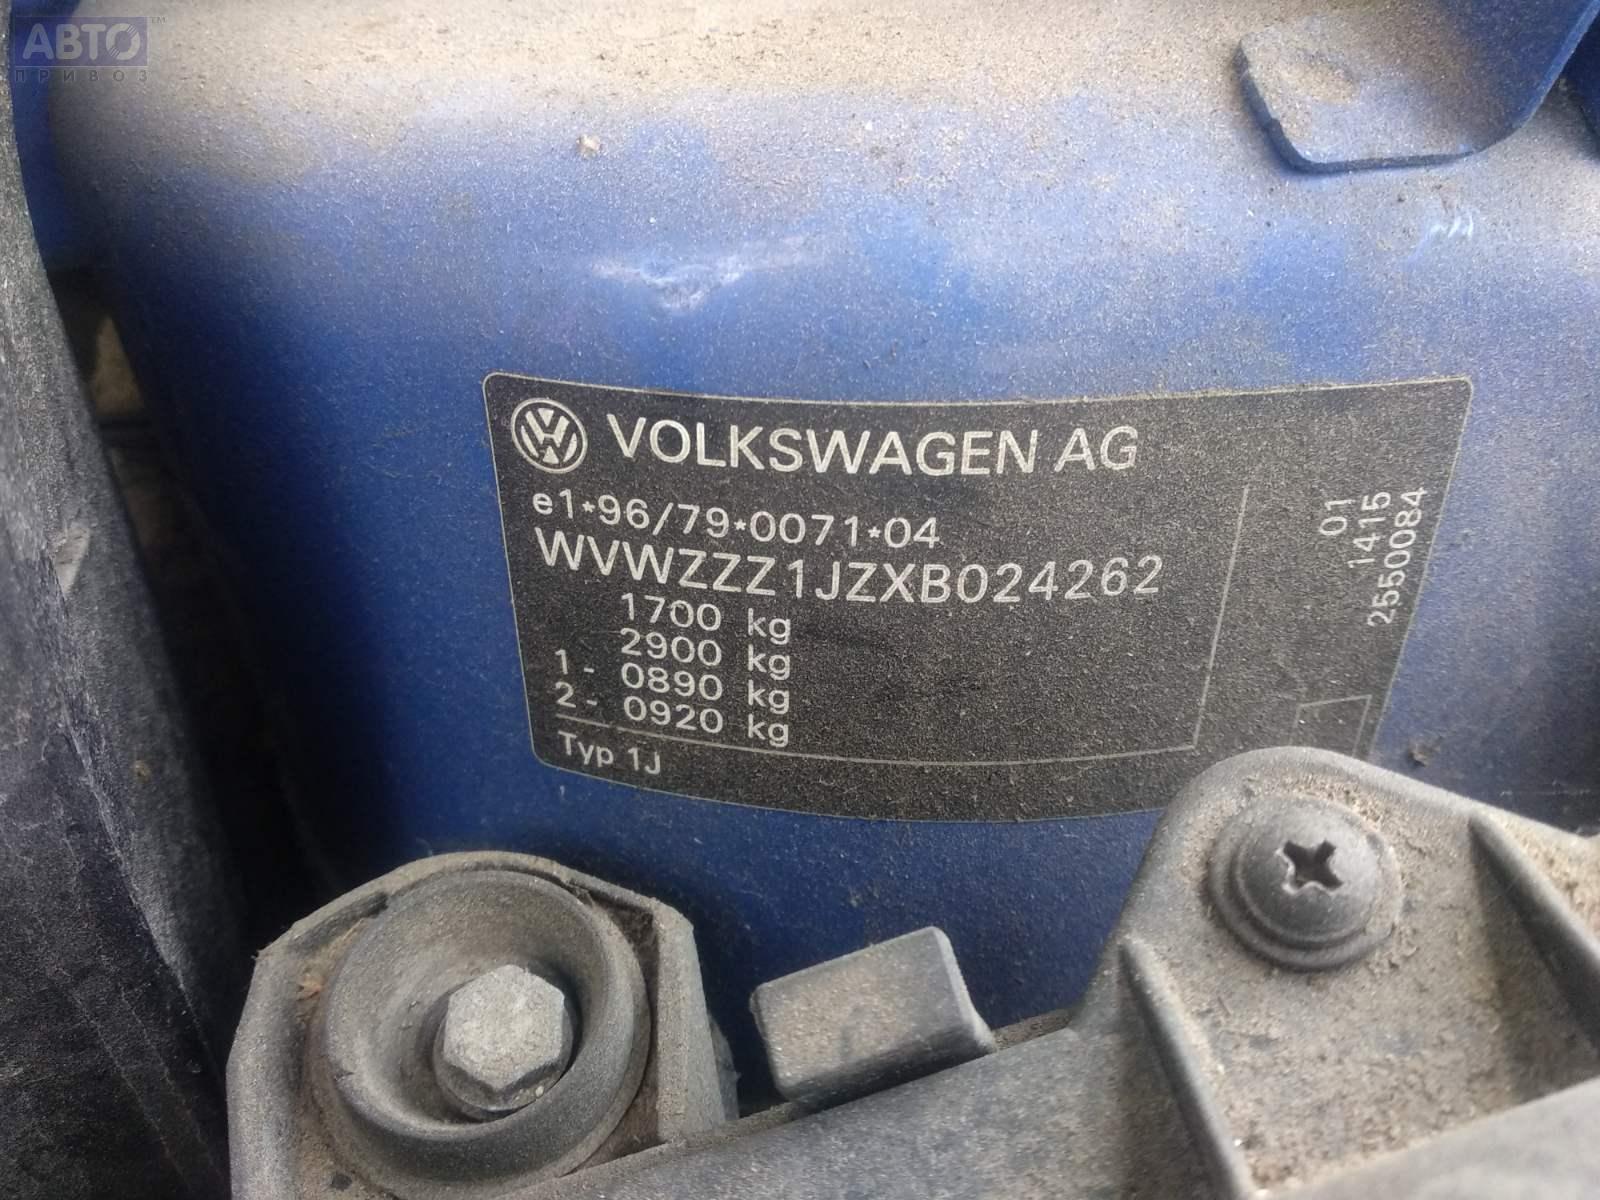 АВТО™
ПРИВОЗ
VOLKSWAGEN AG
e1*96/79*0071*04
WVWZZZ1JZXB024262
1700 kg
2900 kg
1- 0890 kg
2- 0920 kg
Typ 1J
01
1415
2550084